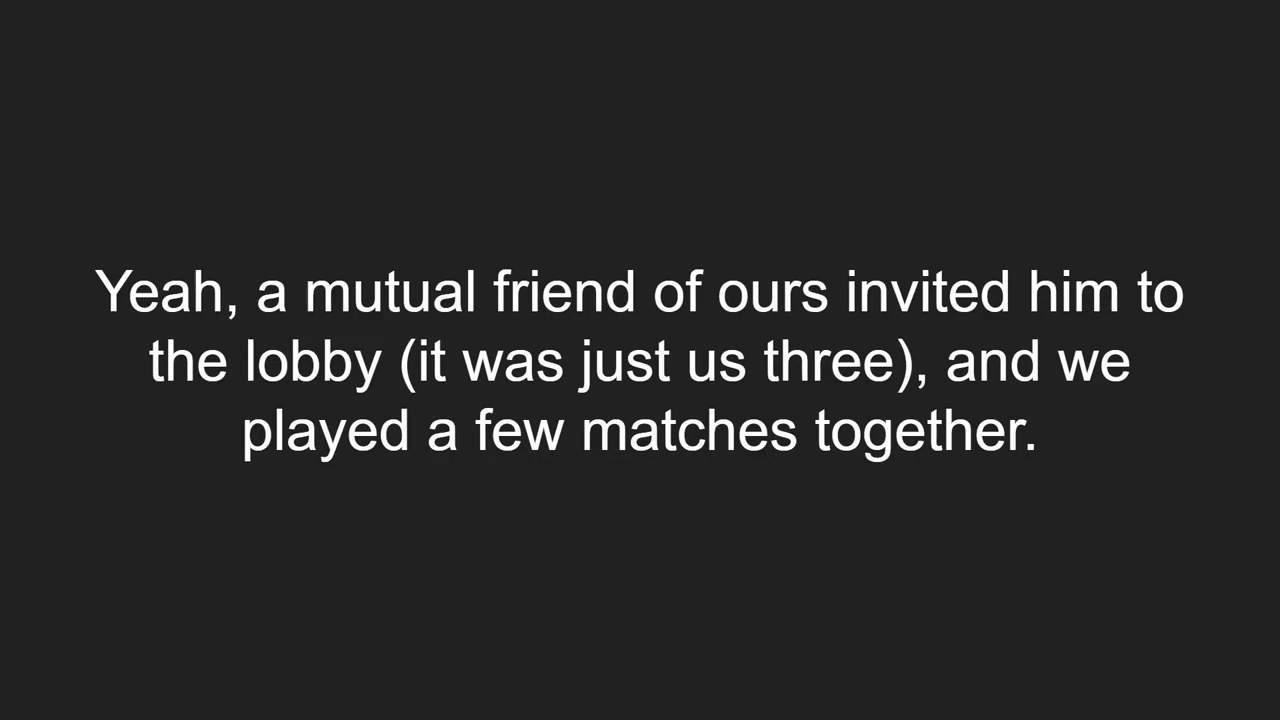 Yeah, a mutual friend of ours invited him to
the lobby (it was just us three), and we
played a few matches together.